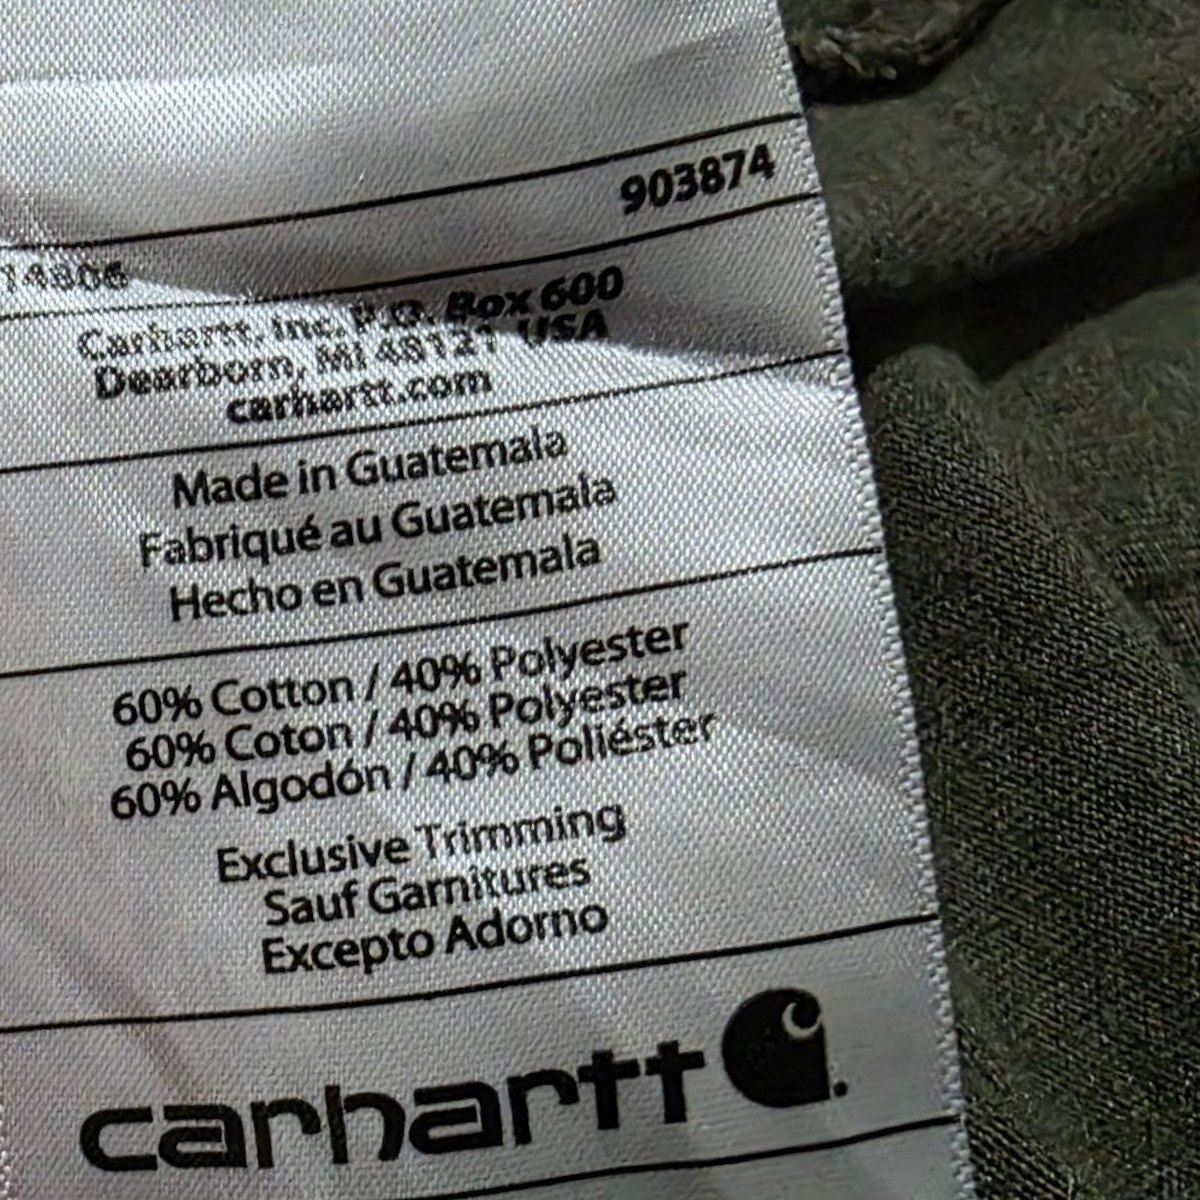 903874
14806
Carhartt, Inc. P.O. Box 600
Dearborn, MI 48121 USA
carhartt.com
Made in Guatemala
Fabriqué au Guatemala
Hecho en Guatemala
60% Cotton / 40% Polyester
60% Coton / 40% Polyester
60% Algodón / 40% Poliéster
Exclusive Trimming
Sauf Garnitures
Excepto Adorno
carhartt